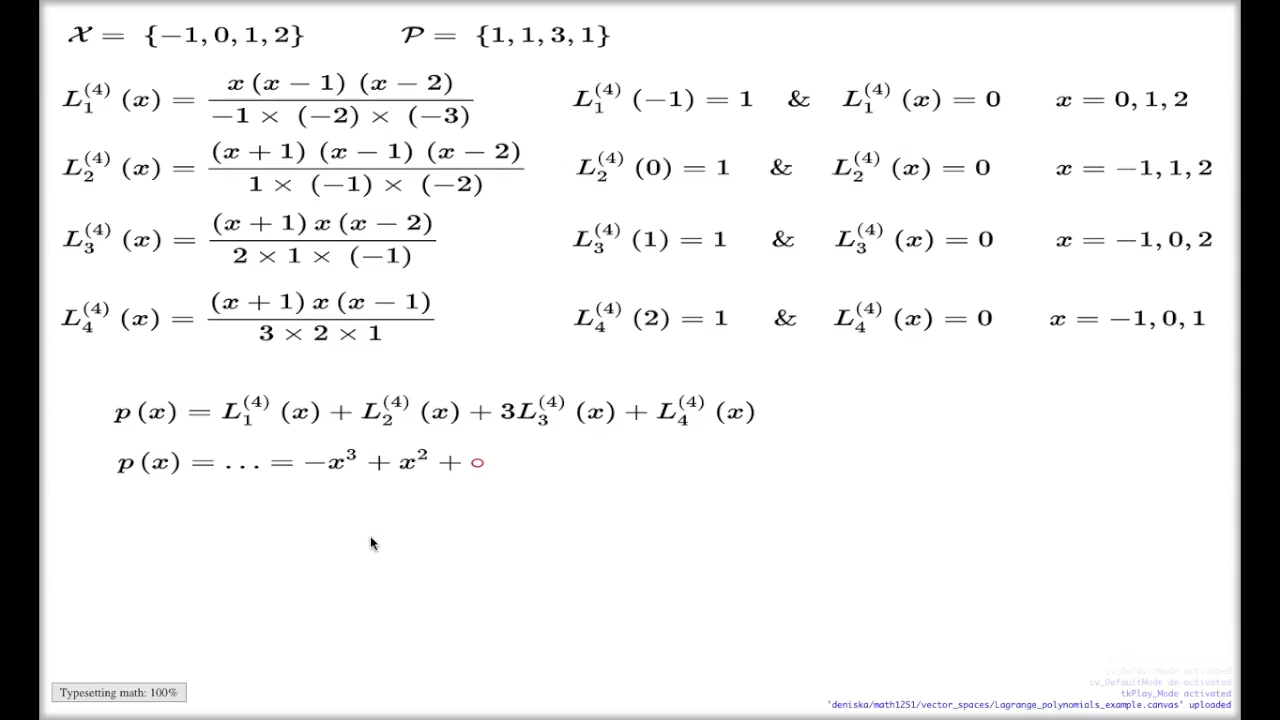 𝒳 = {−1, 0, 1, 2} 𝒫 = {1, 1, 3, 1}
L₁⁽⁴⁾ (x) = x (x − 1) (x − 2) / −1 × (−2) × (−3) L₁⁽⁴⁾ (−1) = 1 & L₁⁽⁴⁾ (x) = 0 x = 0, 1, 2
L₂⁽⁴⁾ (x) = (x + 1) (x − 1) (x − 2) / 1 × (−1) × (−2) L₂⁽⁴⁾ (0) = 1 & L₂⁽⁴⁾ (x) = 0 x = −1, 1, 2
L₃⁽⁴⁾ (x) = (x + 1) x (x − 2) / 2 × 1 × (−1) L₃⁽⁴⁾ (1) = 1 & L₃⁽⁴⁾ (x) = 0 x = −1, 0, 2
L₄⁽⁴⁾ (x) = (x + 1) x (x − 1) / 3 × 2 × 1 L₄⁽⁴⁾ (2) = 1 & L₄⁽⁴⁾ (x) = 0 x = −1, 0, 1
p (x) = L₁⁽⁴⁾ (x) + L₂⁽⁴⁾ (x) + 3L₃⁽⁴⁾ (x) + L₄⁽⁴⁾ (x)
p (x) = … = −x³ + x² + ○
Typesetting math: 100%
cv_DefaultMode activated
cv_DefaultMode de-activated
tkPlay_Mode activated
'deniska/math1251/vector_spaces/Lagrange_polynomials_example.canvas' uploaded